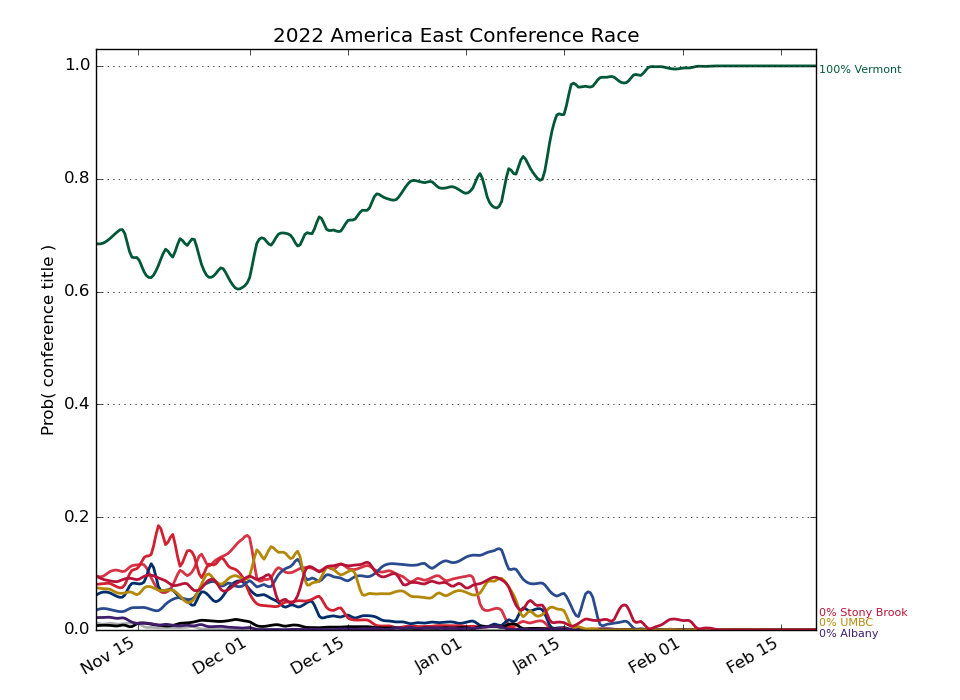 2022 America East Conference Race
1.0
0.8
0.6
0.4
0.2
0.0
Prob( conference title )
100% Vermont
0% Stony Brook
0% UMBC
0% Albany
Nov 15
Dec 01
Dec 15
Jan 01
Jan 15
Feb 01
Feb 15